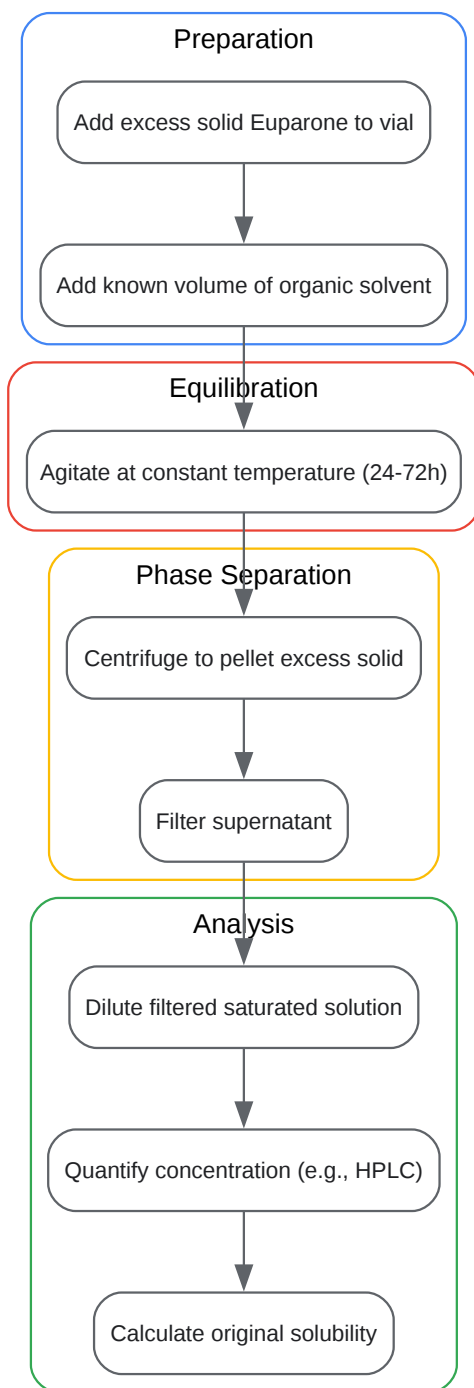 Preparation
Add excess solid Euparone to vial
Add known volume of organic solvent
Equilibration
Agitate at constant temperature (24-72h)
Phase Separation
Centrifuge to pellet excess solid
Filter supernatant
Analysis
Dilute filtered saturated solution
Quantify concentration (e.g., HPLC)
Calculate original solubility